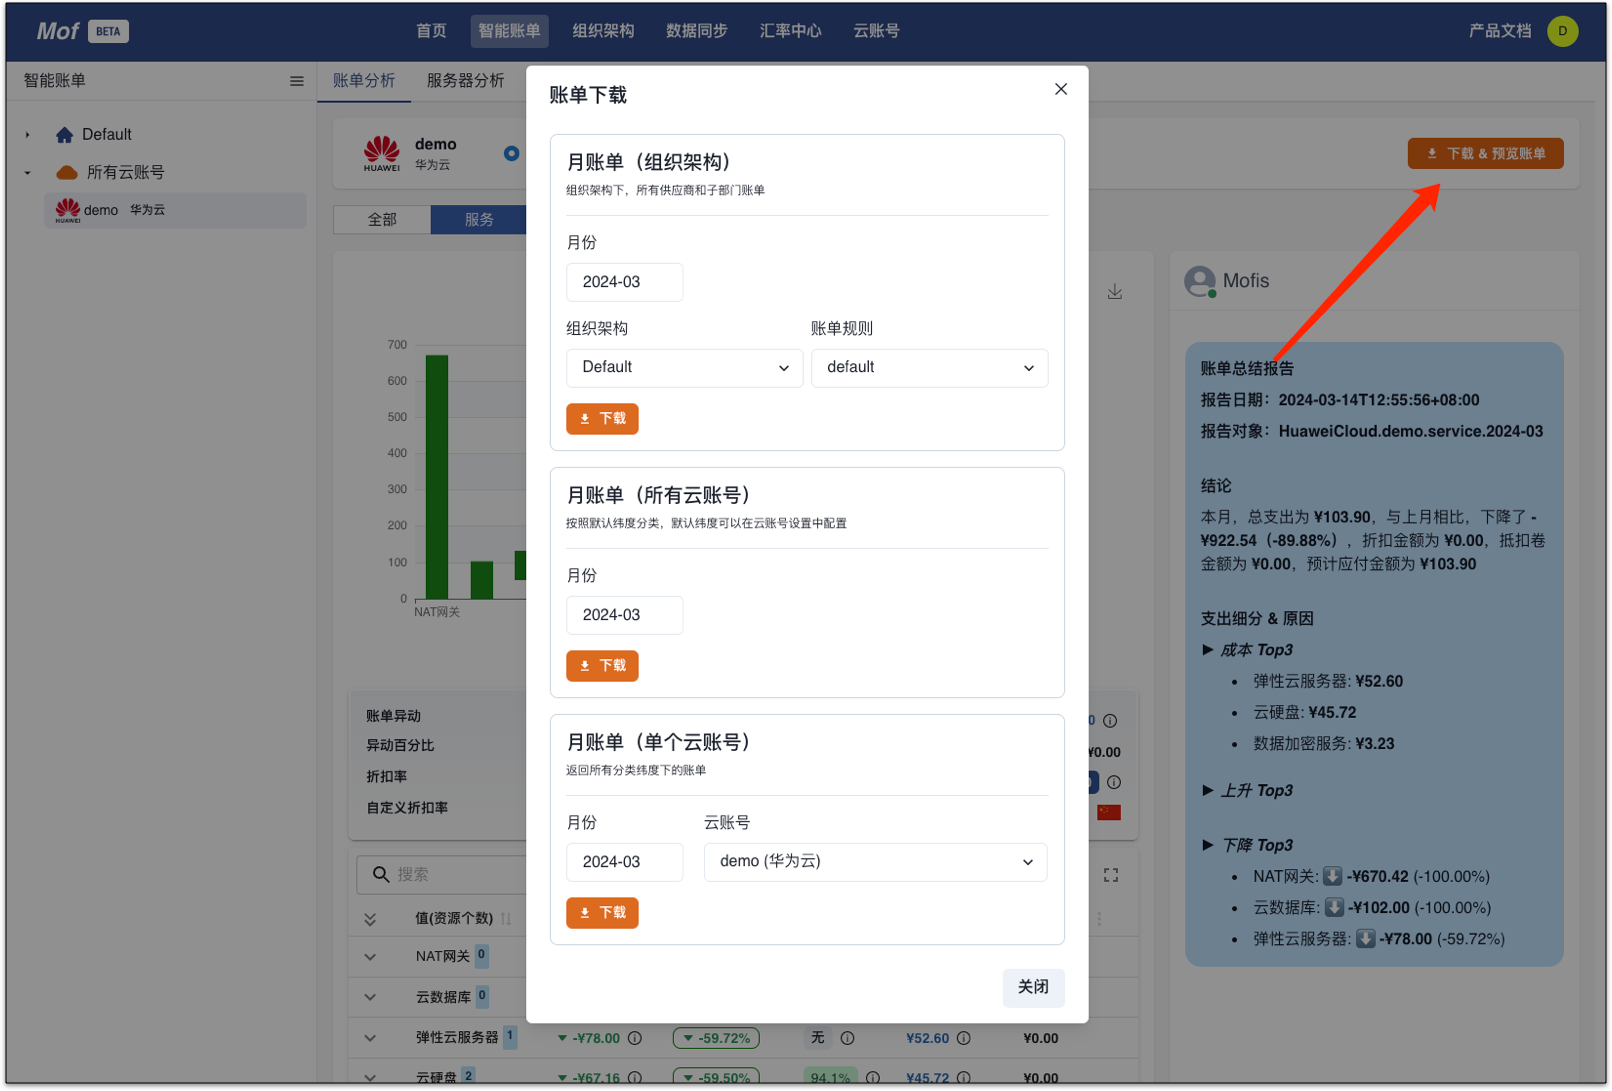 Mof BETA
首页 智能账单 组织架构 数据同步 汇率中心 云账号
产品文档 D
智能账单
账单分析 服务器分析
Default
所有云账号
HUAWEI demo 华为云
HUAWEI demo
华为云
下载 & 预览账单
全部 服务
700
600
500
400
300
200
100
0
NAT网关
账单异动
异动百分比
折扣率
自定义折扣率
0
¥0.00
搜索
值(资源个数)
NAT网关 0
云数据库 0
弹性云服务器 1 -¥78.00 -59.72% 无 ¥52.60 ¥0.00
云硬盘 2 -¥67.16 -59.50% 94.1% ¥45.72 ¥0.00
账单下载
月账单（组织架构）
组织架构下，所有供应商和子部门账单
月份
2024-03
组织架构 账单规则
Default default
下载
月账单（所有云账号）
按照默认纬度分类，默认纬度可以在云账号设置中配置
月份
2024-03
下载
月账单（单个云账号）
返回所有分类纬度下的账单
月份 云账号
2024-03 demo (华为云)
下载
关闭
Mofis
账单总结报告
报告日期：2024-03-14T12:55:56+08:00
报告对象：HuaweiCloud.demo.service.2024-03
结论
本月，总支出为 ¥103.90，与上月相比，下降了 -
¥922.54（-89.88%），折扣金额为 ¥0.00，抵扣卷
金额为 ¥0.00，预计应付金额为 ¥103.90
支出细分 & 原因
成本 Top3
弹性云服务器: ¥52.60
云硬盘: ¥45.72
数据加密服务: ¥3.23
上升 Top3
下降 Top3
NAT网关: -¥670.42 (-100.00%)
云数据库: -¥102.00 (-100.00%)
弹性云服务器: -¥78.00 (-59.72%)